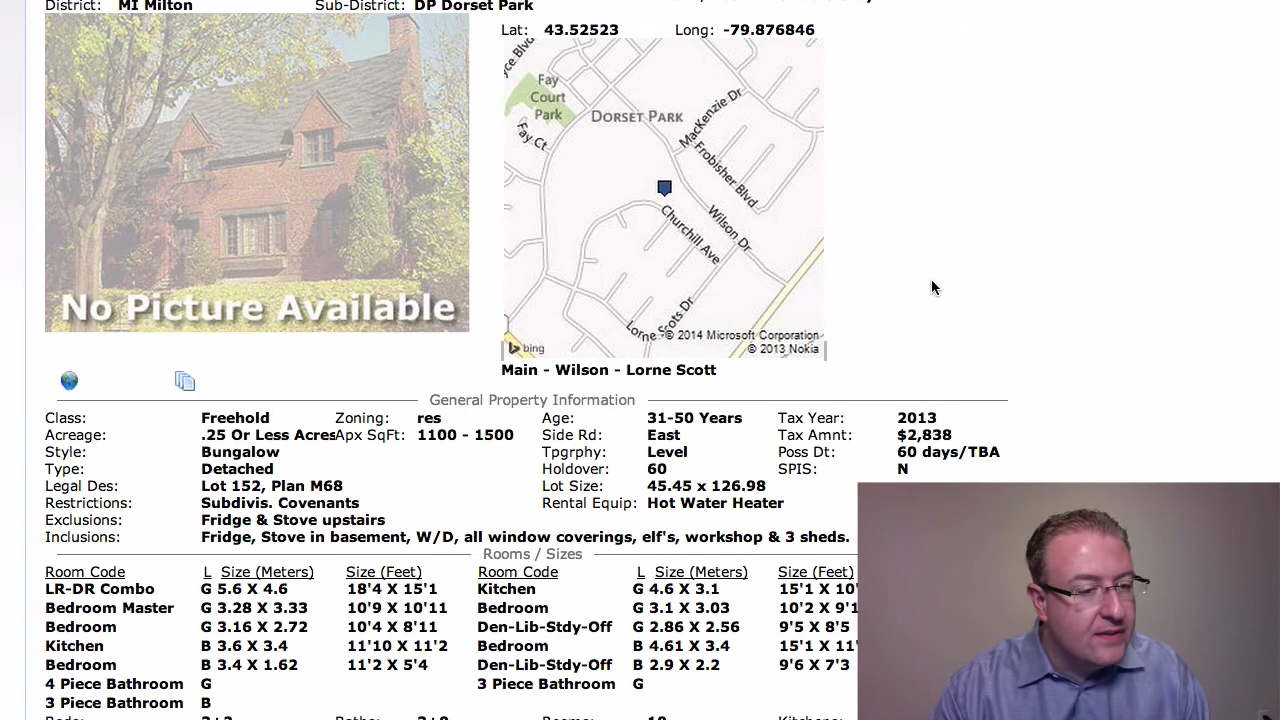 District: MI Milton Sub-District: DP Dorset Park
Lat: 43.52523 Long: -79.876846
No Picture Available
Fay
Court
Park
Fay Ct
DORSET PARK
MacKenzie Dr
Frobisher Blvd
Wilson Dr
Churchill Ave
Lorne Scots Dr
© 2014 Microsoft Corporation
© 2013 Nokia
bing
Main - Wilson - Lorne Scott
General Property Information
Class: Freehold Zoning: res Age: 31-50 Years Tax Year: 2013
Acreage: .25 Or Less Acres Apx SqFt: 1100 - 1500 Side Rd: East Tax Amnt: $2,838
Style: Bungalow Tpgrphy: Level Poss Dt: 60 days/TBA
Type: Detached Holdover: 60 SPIS: N
Legal Des: Lot 152, Plan M68 Lot Size: 45.45 x 126.98
Restrictions: Subdivis. Covenants Rental Equip: Hot Water Heater
Exclusions: Fridge & Stove upstairs
Inclusions: Fridge, Stove in basement, W/D, all window coverings, elf's, workshop & 3 sheds.
Rooms / Sizes
Room Code L Size (Meters) Size (Feet) Room Code L Size (Meters) Size (Feet)
LR-DR Combo G 5.6 X 4.6 18'4 X 15'1 Kitchen G 4.6 X 3.1 15'1 X 10'
Bedroom Master G 3.28 X 3.33 10'9 X 10'11 Bedroom G 3.1 X 3.03 10'2 X 9'1
Bedroom G 3.16 X 2.72 10'4 X 8'11 Den-Lib-Stdy-Off G 2.86 X 2.56 9'5 X 8'5
Kitchen B 3.6 X 3.4 11'10 X 11'2 Bedroom B 4.61 X 3.4 15'1 X 11'
Bedroom B 3.4 X 1.62 11'2 X 5'4 Den-Lib-Stdy-Off B 2.9 X 2.2 9'6 X 7'3
4 Piece Bathroom G 3 Piece Bathroom G
3 Piece Bathroom B